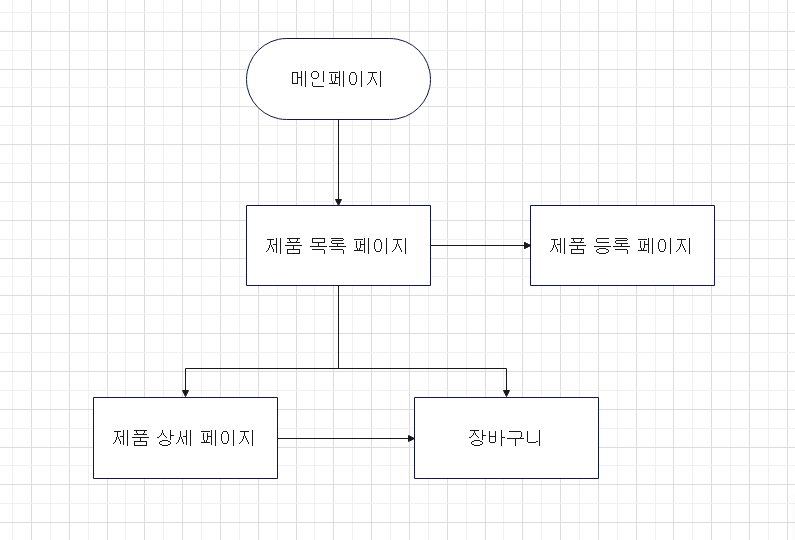 메인페이지
제품 목록 페이지
제품 등록 페이지
제품 상세 페이지
장바구니